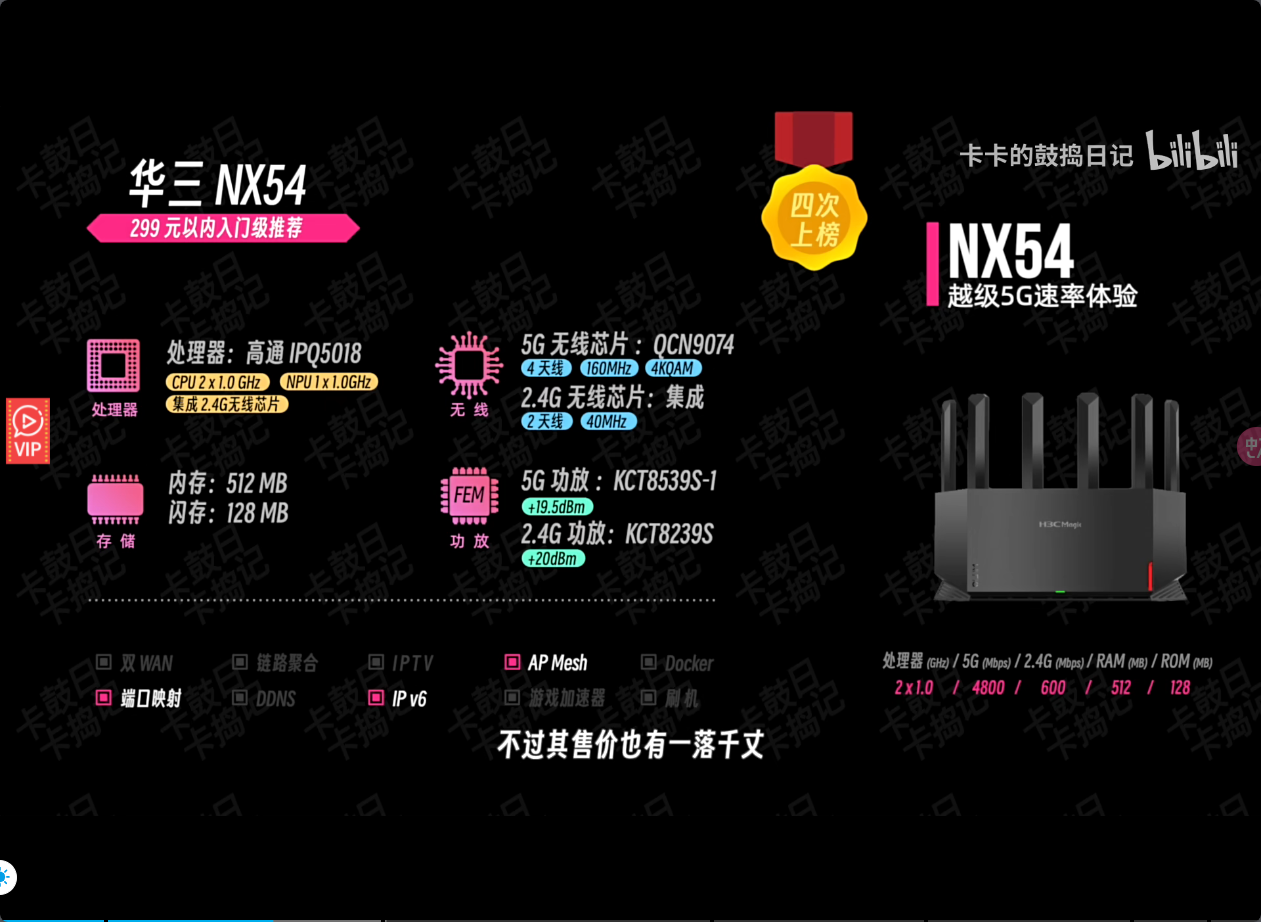 卡卡的鼓捣日记 bilibili
四次
上榜
华三 NX54
299 元以内入门级推荐
NX54
越级5G速率体验
处理器：高通 IPQ5018
CPU 2 x 1.0 GHz NPU 1 x 1.0GHz
集成 2.4G无线芯片
处理器
5G 无线芯片：QCN9074
4 天线 160MHz 4KQAM
2.4G 无线芯片：集成
2 天线 40MHz
无 线
VIP
内存：512 MB
闪存：128 MB
存 储
5G 功放：KCT8539S-1
+19.5dBm
2.4G 功放：KCT8239S
+20dBm
FEM
功 放
H3C Magic
双 WAN 链路聚合 IPTV AP Mesh Docker
端口映射 DDNS IP v6 游戏加速器 刷 机
处理器 (GHz) / 5G (Mbps) / 2.4G (Mbps) / RAM (MB) / ROM (MB)
2 x 1.0 / 4800 / 600 / 512 / 128
不过其售价也有一落千丈
中
卡卡的鼓捣日记